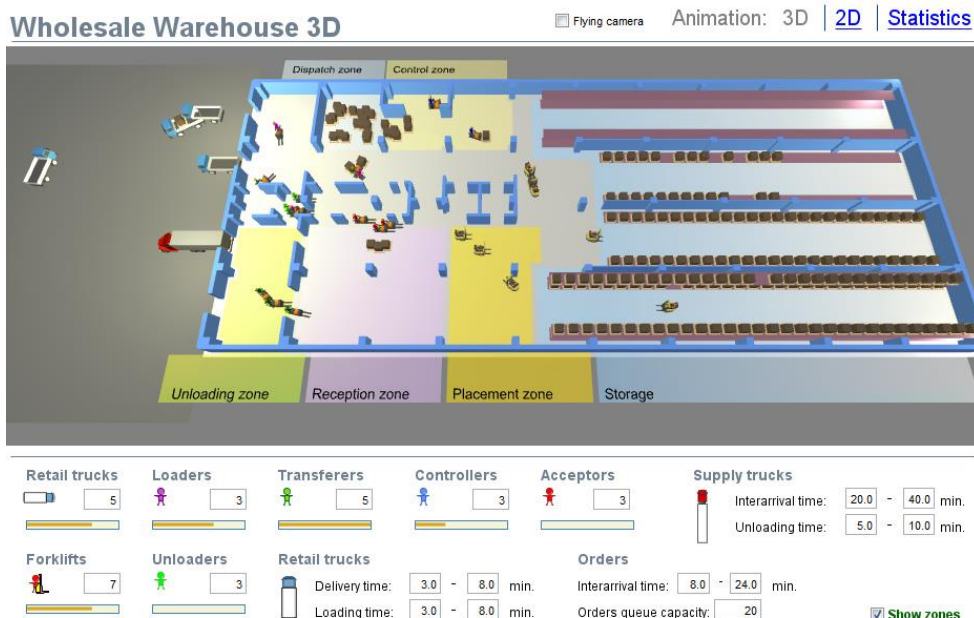 Wholesale Warehouse 3D
Flying camera
Animation: 3D | 2D | Statistics
Dispatch zone
Control zone
Unloading zone
Reception zone
Placement zone
Storage
Retail trucks
5
Loaders
3
Transferers
5
Controllers
3
Acceptors
3
Supply trucks
Interarrival time: 20.0 - 40.0 min.
Unloading time: 5.0 - 10.0 min.
Forklifts
7
Unloaders
3
Retail trucks
Delivery time: 3.0 - 8.0 min.
Loading time: 3.0 - 8.0 min.
Orders
Interarrival time: 8.0 - 24.0 min.
Orders queue capacity: 20
Show zones